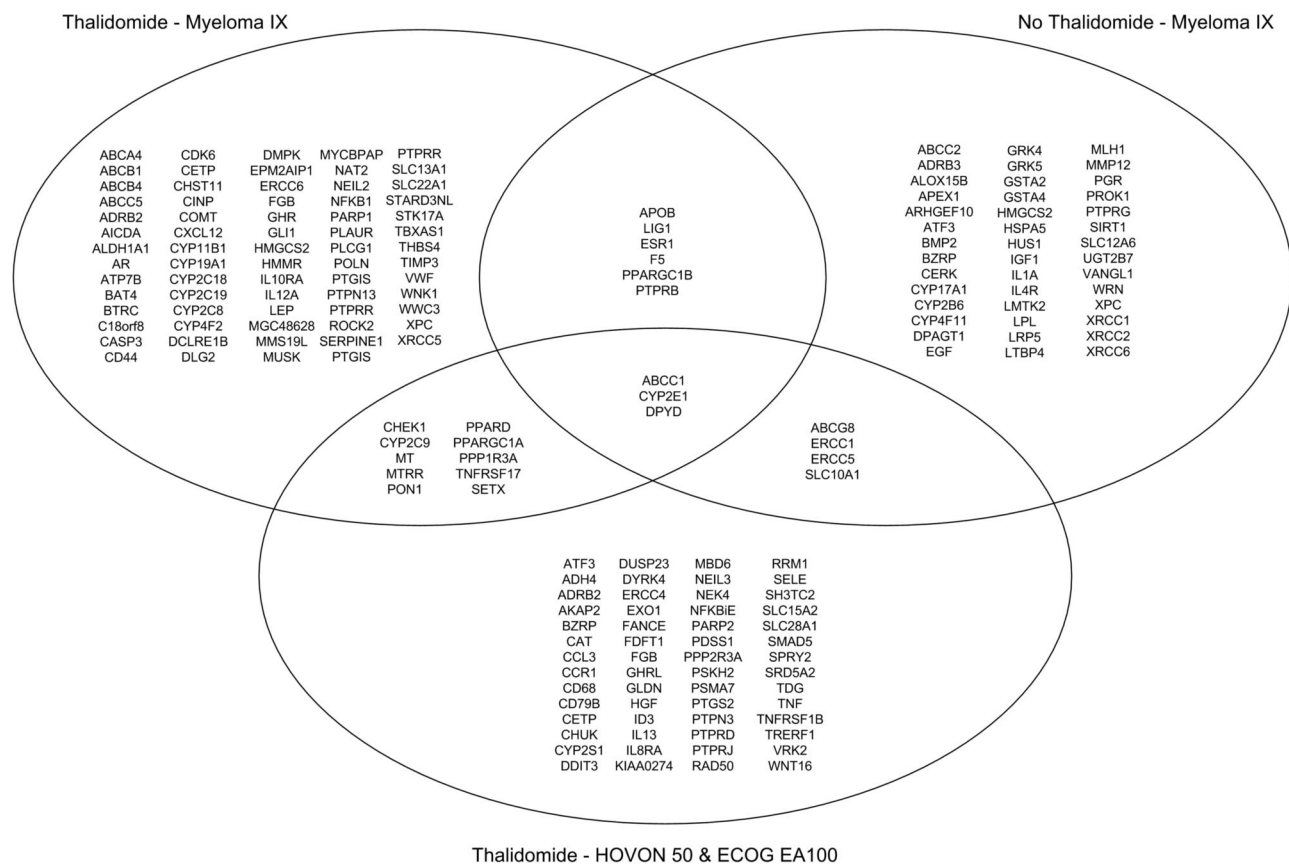 Thalidomide - Myeloma IX
No Thalidomide - Myeloma IX
ABCA4 CDK6 DMPK MYCBPAP PTPRR
ABCB1 CETP EPM2AIP1 NAT2 SLC13A1
ABCB4 CHST11 ERCC6 NEIL2 SLC22A1
ABCC5 CINP FGB NFKB1 STARD3NL
ADRB2 COMT GHR PARP1 STK17A
AICDA CXCL12 GLI1 PLAUR TBXAS1
ALDH1A1 CYP11B1 HMGCS2 PLCG1 THBS4
AR CYP19A1 HMMR POLN TIMP3
ATP7B CYP2C18 IL10RA PTGIS VWF
BAT4 CYP2C19 IL12A PTPN13 WNK1
BTRC CYP2C8 LEP PTPRR WWC3
C18orf8 CYP4F2 MGC48628 ROCK2 XPC
CASP3 DCLRE1B MMS19L SERPINE1 XRCC5
CD44 DLG2 MUSK PTGIS
APOB
LIG1
ESR1
F5
PPARGC1B
PTPRB
ABCC2 GRK4 MLH1
ADRB3 GRK5 MMP12
ALOX15B GSTA2 PGR
APEX1 GSTA4 PROK1
ARHGEF10 HMGCS2 PTPRG
ATF3 HSPA5 SIRT1
BMP2 HUS1 SLC12A6
BZRP IGF1 UGT2B7
CERK IL1A VANGL1
CYP17A1 IL4R WRN
CYP2B6 LMTK2 XPC
CYP4F11 LPL XRCC1
DPAGT1 LRP5 XRCC2
EGF LTBP4 XRCC6
ABCC1
CYP2E1
DPYD
CHEK1 PPARD
CYP2C9 PPARGC1A
MT PPP1R3A
MTRR TNFRSF17
PON1 SETX
ABCG8
ERCC1
ERCC5
SLC10A1
ATF3 DUSP23 MBD6 RRM1
ADH4 DYRK4 NEIL3 SELE
ADRB2 ERCC4 NEK4 SH3TC2
AKAP2 EXO1 NFKBiE SLC15A2
BZRP FANCE PARP2 SLC28A1
CAT FDFT1 PDSS1 SMAD5
CCL3 FGB PPP2R3A SPRY2
CCR1 GHRL PSKH2 SRD5A2
CD68 GLDN PSMA7 TDG
CD79B HGF PTGS2 TNF
CETP ID3 PTPN3 TNFRSF1B
CHUK IL13 PTPRD TRERF1
CYP2S1 IL8RA PTPRJ VRK2
DDIT3 KIAA0274 RAD50 WNT16
Thalidomide - HOVON 50 & ECOG EA100